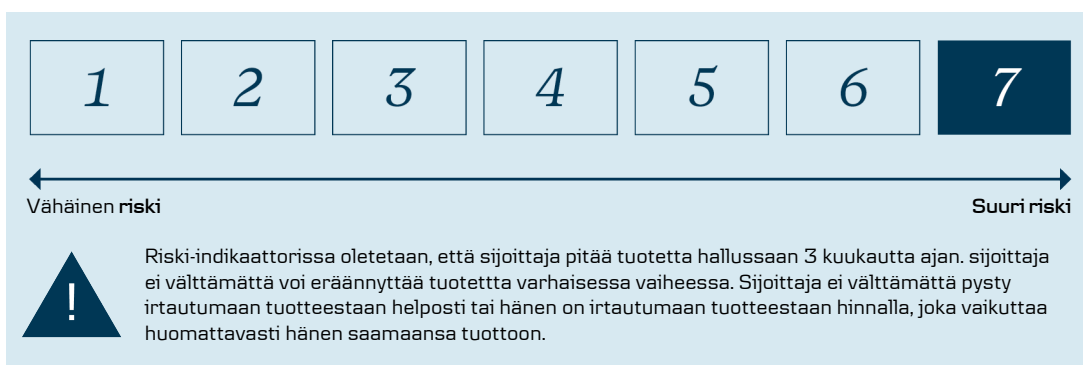 1 2 3 4 5 6 7
Vähäinen riski Suuri riski
! Riski-indikaattorissa oletetaan, että sijoittaja pitää tuotetta hallussaan 3 kuukautta ajan. sijoittaja
ei välttämättä voi eräännyttää tuotettta varhaisessa vaiheessa. Sijoittaja ei välttämättä pysty
irtautumaan tuotteestaan helposti tai hänen on irtautumaan tuotteestaan hinnalla, joka vaikuttaa
huomattavasti hänen saamaansa tuottoon.